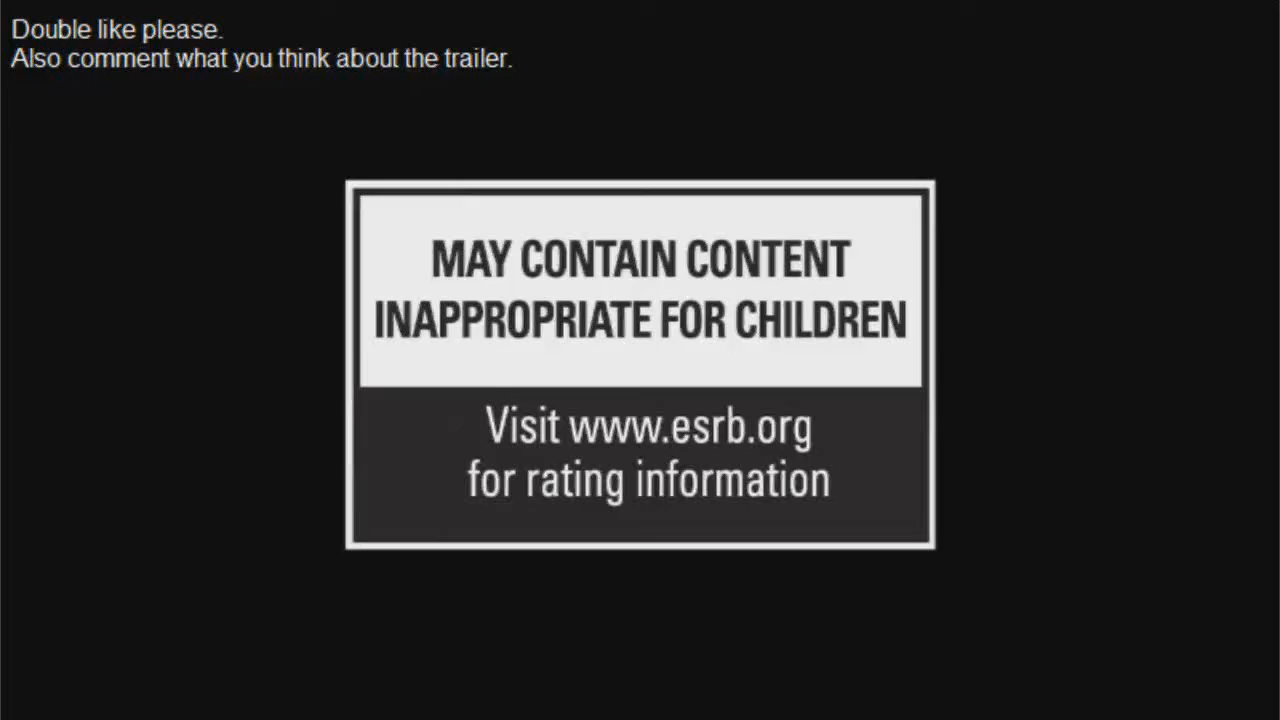 Double like please.
Also comment what you think about the trailer.
MAY CONTAIN CONTENT
INAPPROPRIATE FOR CHILDREN
Visit www.esrb.org
for rating information